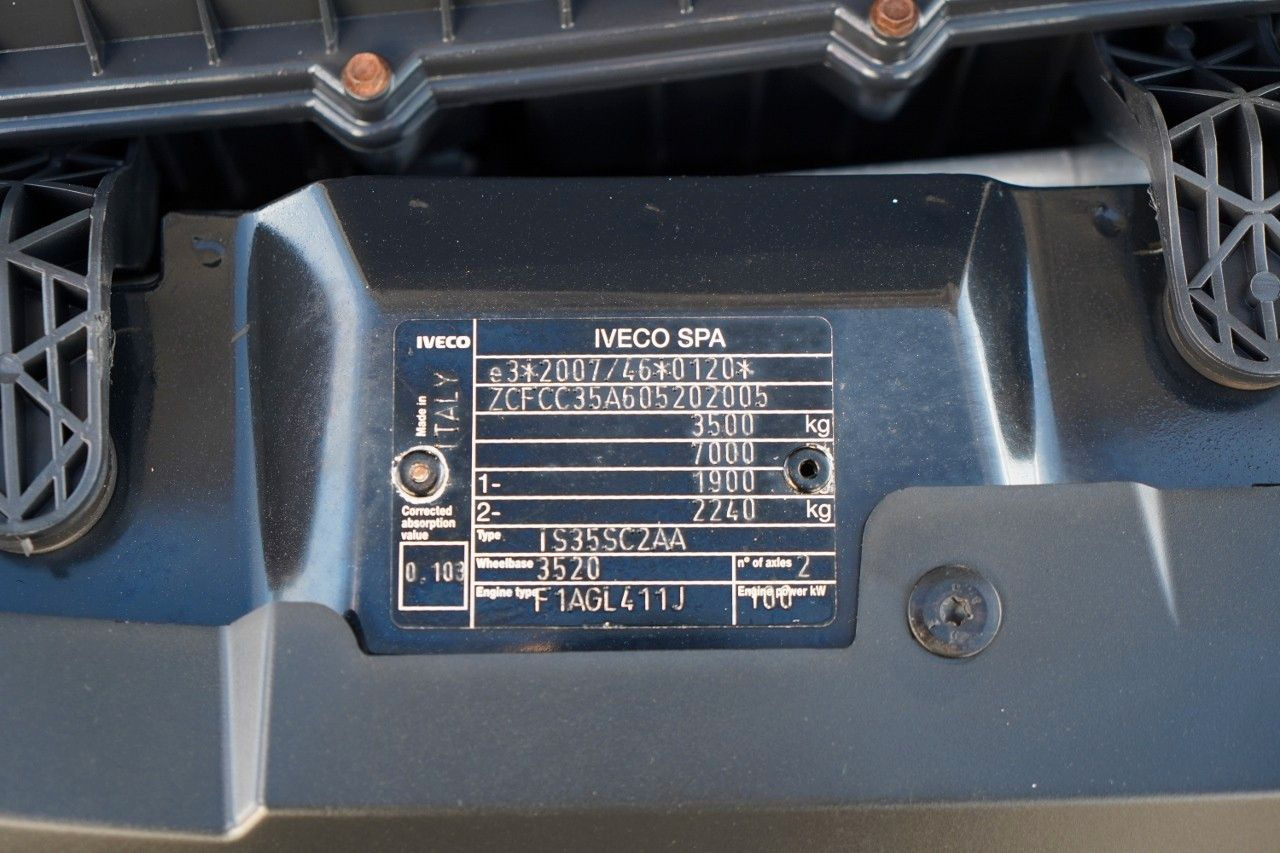 IVECO
IVECO SPA
Made in
ITALY
e3*2007/46*0120*
ZCFCC35A605202005
3500 kg
7000
1- 1900
2- 2240 kg
Corrected
absorption
value
0.103
Type IS35SC2AA
Wheelbase 3520 n° of axles 2
Engine type F1AGL411J Engine power kW 100